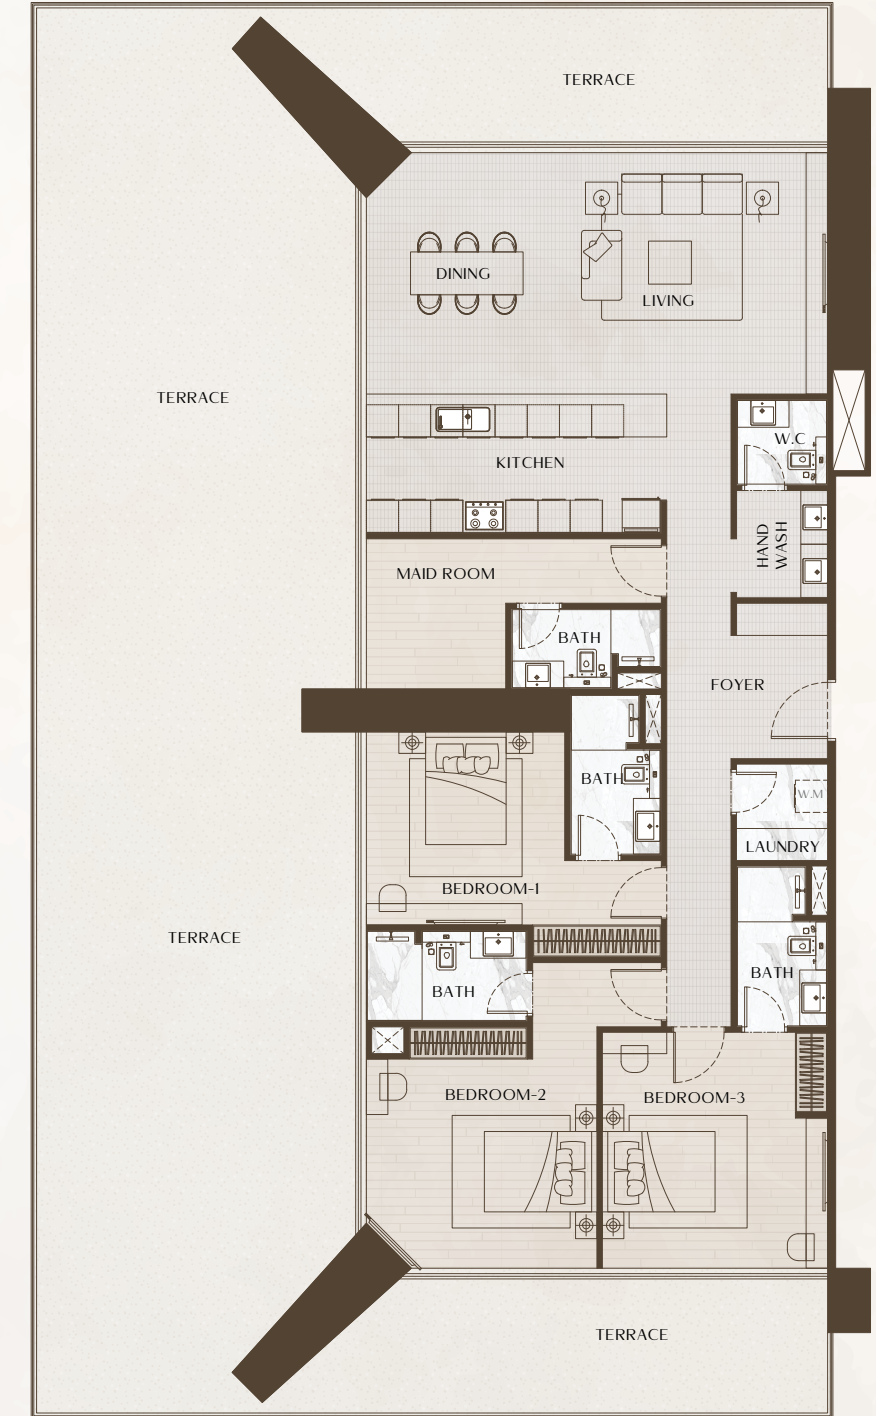 TERRACE
DINING
LIVING
TERRACE
W.C
KITCHEN
HAND
WASH
MAID ROOM
BATH
FOYER
BATH
W.M
LAUNDRY
BEDROOM-1
TERRACE
BATH
BATH
BEDROOM-2
BEDROOM-3
TERRACE